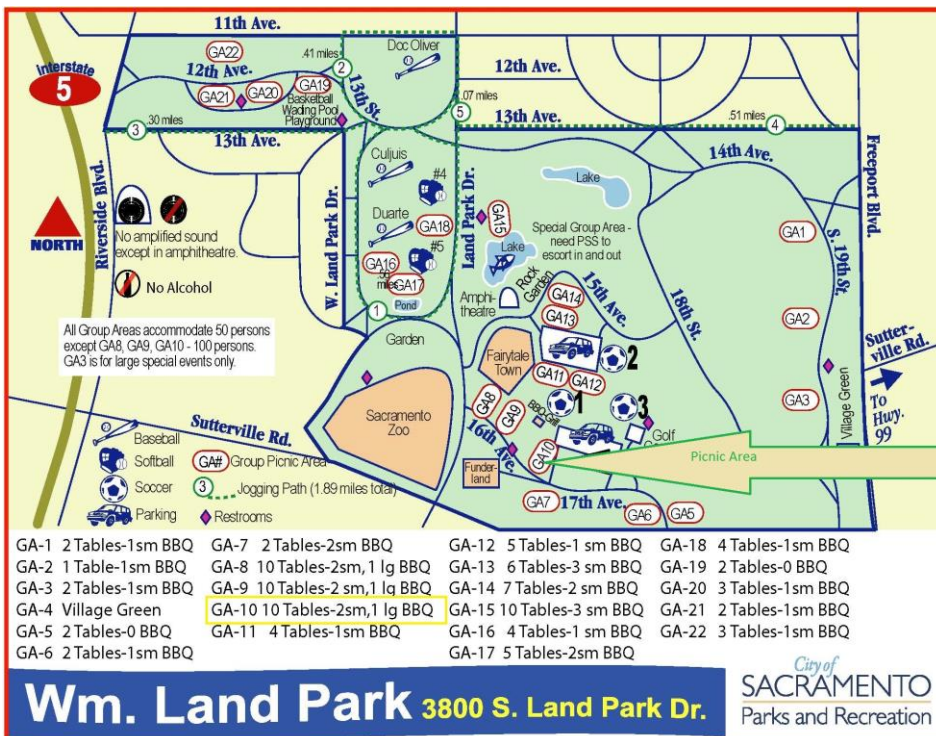 11th Ave.
interstate
5
GA22
.41 miles
Doc Oliver
12th Ave.
2
13th St.
GA21
GA20
GA19
Basketball
Wading Pool
Playground
.07 miles
5
12th Ave.
3
.30 miles
13th Ave.
13th Ave.
.51 miles
4
14th Ave.
Freeport Blvd.
Riverside Blvd.
NORTH
No amplified sound
except in amphitheatre.
No Alcohol
W. Land Park Dr.
Culjuis
#4
Duarte
GA18
#5
GA16
GA17
miles
1
Pond
Land Park Dr.
Lake
GA15
Lake
Special Group Area -
need PSS to
escort in and out
GA1
S. 19th St.
GA2
18th St.
15th Ave.
Rock
Garden
Amphi-
theatre
GA14
GA13
Sutter-
ville Rd.
To
Hwy.
99
All Group Areas accommodate 50 persons
except GA8, GA9, GA10 - 100 persons.
GA3 is for large special events only.
Garden
Fairytale
Town
2
GA11
GA12
GA8
GA9
1
3
BBQ Grill
GA3
Village Green
Golf
Sacramento
Zoo
Sutterville Rd.
16th Ave.
GA10
Picnic Area
Funder-
land
GA7
17th Ave.
GA6
GA5
Baseball
Softball
GA# Group Picnic Area
Soccer
3 Jogging Path (1.89 miles total)
Parking
Restrooms
GA-1 2 Tables-1sm BBQ
GA-2 1 Table-1sm BBQ
GA-3 2 Tables-1sm BBQ
GA-4 Village Green
GA-5 2 Tables-0 BBQ
GA-6 2 Tables-1sm BBQ
GA-7 2 Tables-2sm BBQ
GA-8 10 Tables-2sm, 1 lg BBQ
GA-9 10 Tables-2 sm,1 lg BBQ
GA-10 10 Tables-2sm,1 lg BBQ
GA-11 4 Tables-1sm BBQ
GA-12 5 Tables-1 sm BBQ
GA-13 6 Tables-3 sm BBQ
GA-14 7 Tables-2 sm BBQ
GA-15 10 Tables-3 sm BBQ
GA-16 4 Tables-1 sm BBQ
GA-17 5 Tables-2sm BBQ
GA-18 4 Tables-1sm BBQ
GA-19 2 Tables-0 BBQ
GA-20 3 Tables-1sm BBQ
GA-21 2 Tables-1sm BBQ
GA-22 3 Tables-1sm BBQ
Wm. Land Park 3800 S. Land Park Dr.
City of
SACRAMENTO
Parks and Recreation